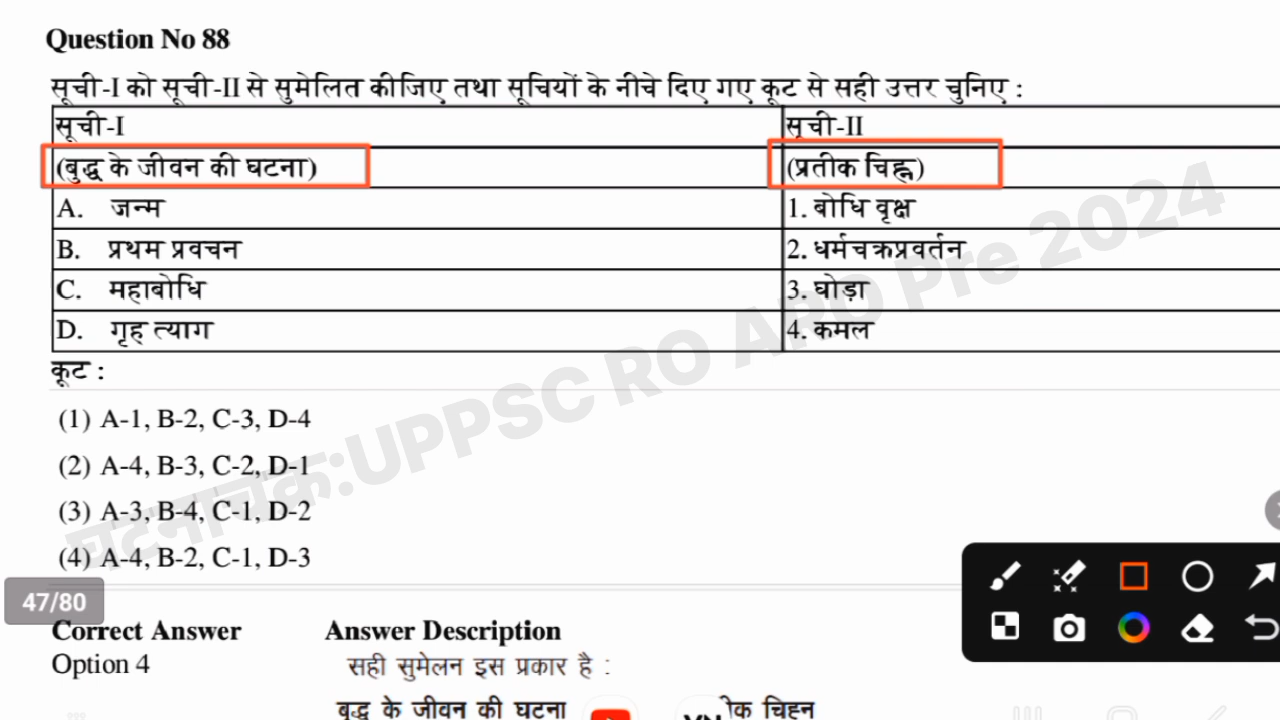 Question No 88
सूची-I को सूची-II से सुमेलित कीजिए तथा सूचियों के नीचे दिए गए कूट से सही उत्तर चुनिए :
सूची-I सूची-II
(बुद्ध के जीवन की घटना) (प्रतीक चिह्न)
A. जन्म 1. बोधि वृक्ष
B. प्रथम प्रवचन 2. धर्मचक्रप्रवर्तन
C. महाबोधि 3. घोड़ा
D. गृह त्याग 4. कमल
कूट :
(1) A-1, B-2, C-3, D-4
(2) A-4, B-3, C-2, D-1
(3) A-3, B-4, C-1, D-2
(4) A-4, B-2, C-1, D-3
घटनाचक्र:UPPSC RO ARO Pre 2024
47/80
Correct Answer Answer Description
Option 4 सही सुमेलन इस प्रकार है :
बुद्ध के जीवन की घटना चिह्न